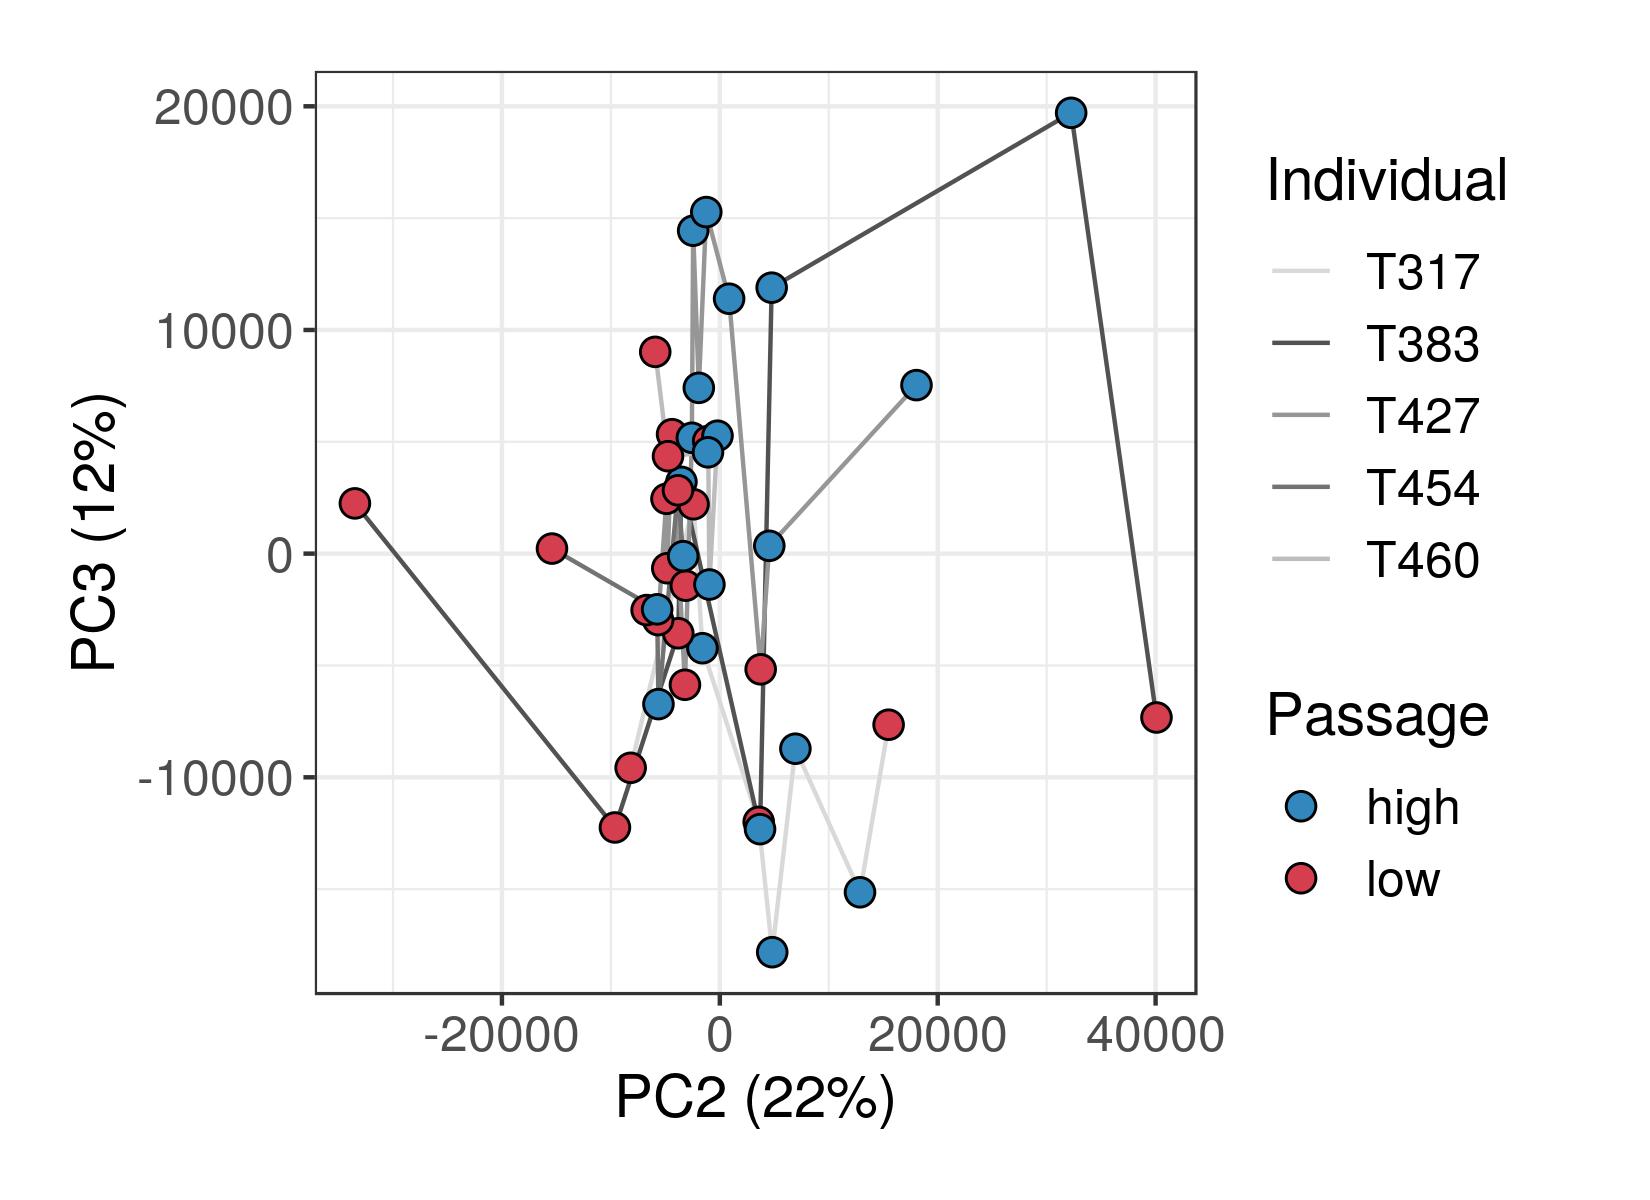 20000
10000
0
-10000
PC3 (12%)
-20000
0
20000
40000
PC2 (22%)
Individual
T317
T383
T427
T454
T460
Passage
high
low